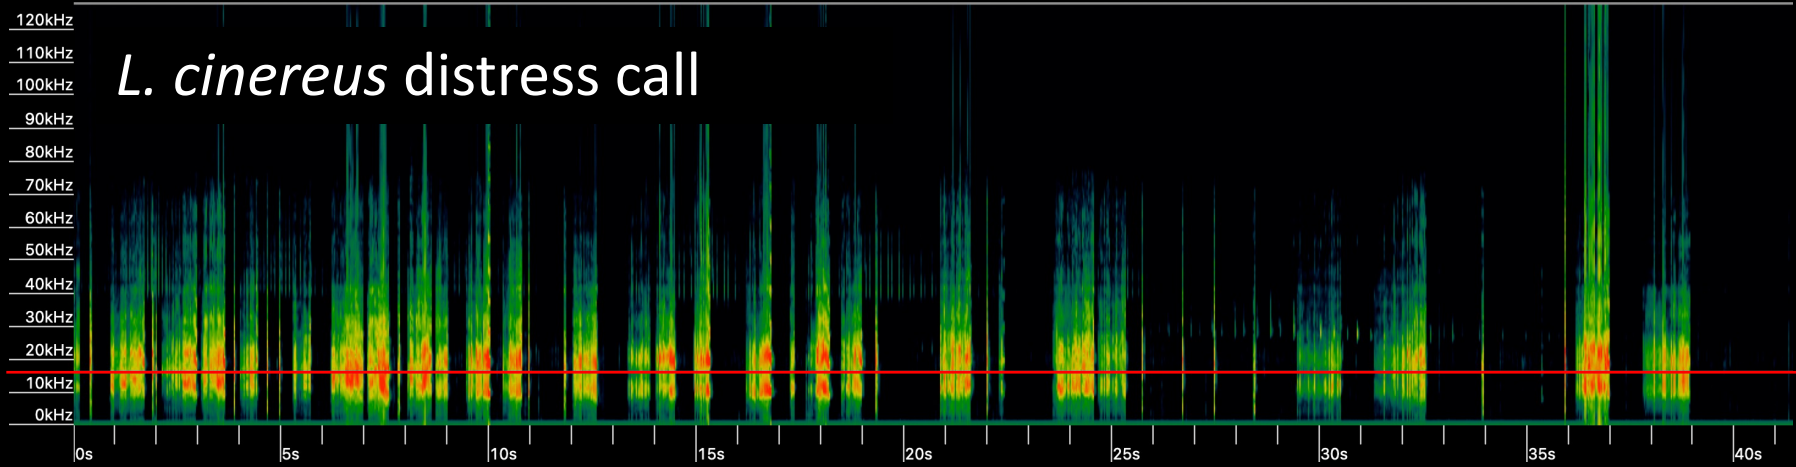 120kHz
110kHz
L. cinereus distress call
100kHz
90kHz
80kHz
70kHz
60kHz
50kHz
40kHz
30kHz
20kHz
10kHz
0kHz
0s 5s 10s 15s 20s 25s 30s 35s 40s